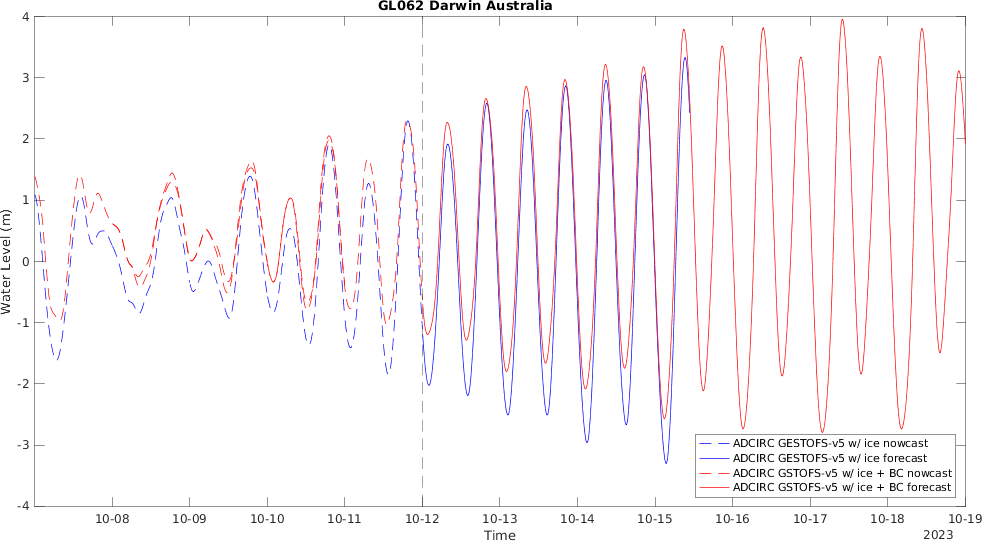 GL062 Darwin Australia
Water Level (m)
4
3
2
1
0
-1
-2
-3
-4
ADCIRC GESTOFS-v5 w/ ice nowcast
ADCIRC GESTOFS-v5 w/ ice forecast
ADCIRC GSTOFS-v5 w/ ice + BC nowcast
ADCIRC GSTOFS-v5 w/ ice + BC forecast
10-08 10-09 10-10 10-11 10-12 10-13 10-14 10-15 10-16 10-17 10-18 10-19
Time
2023